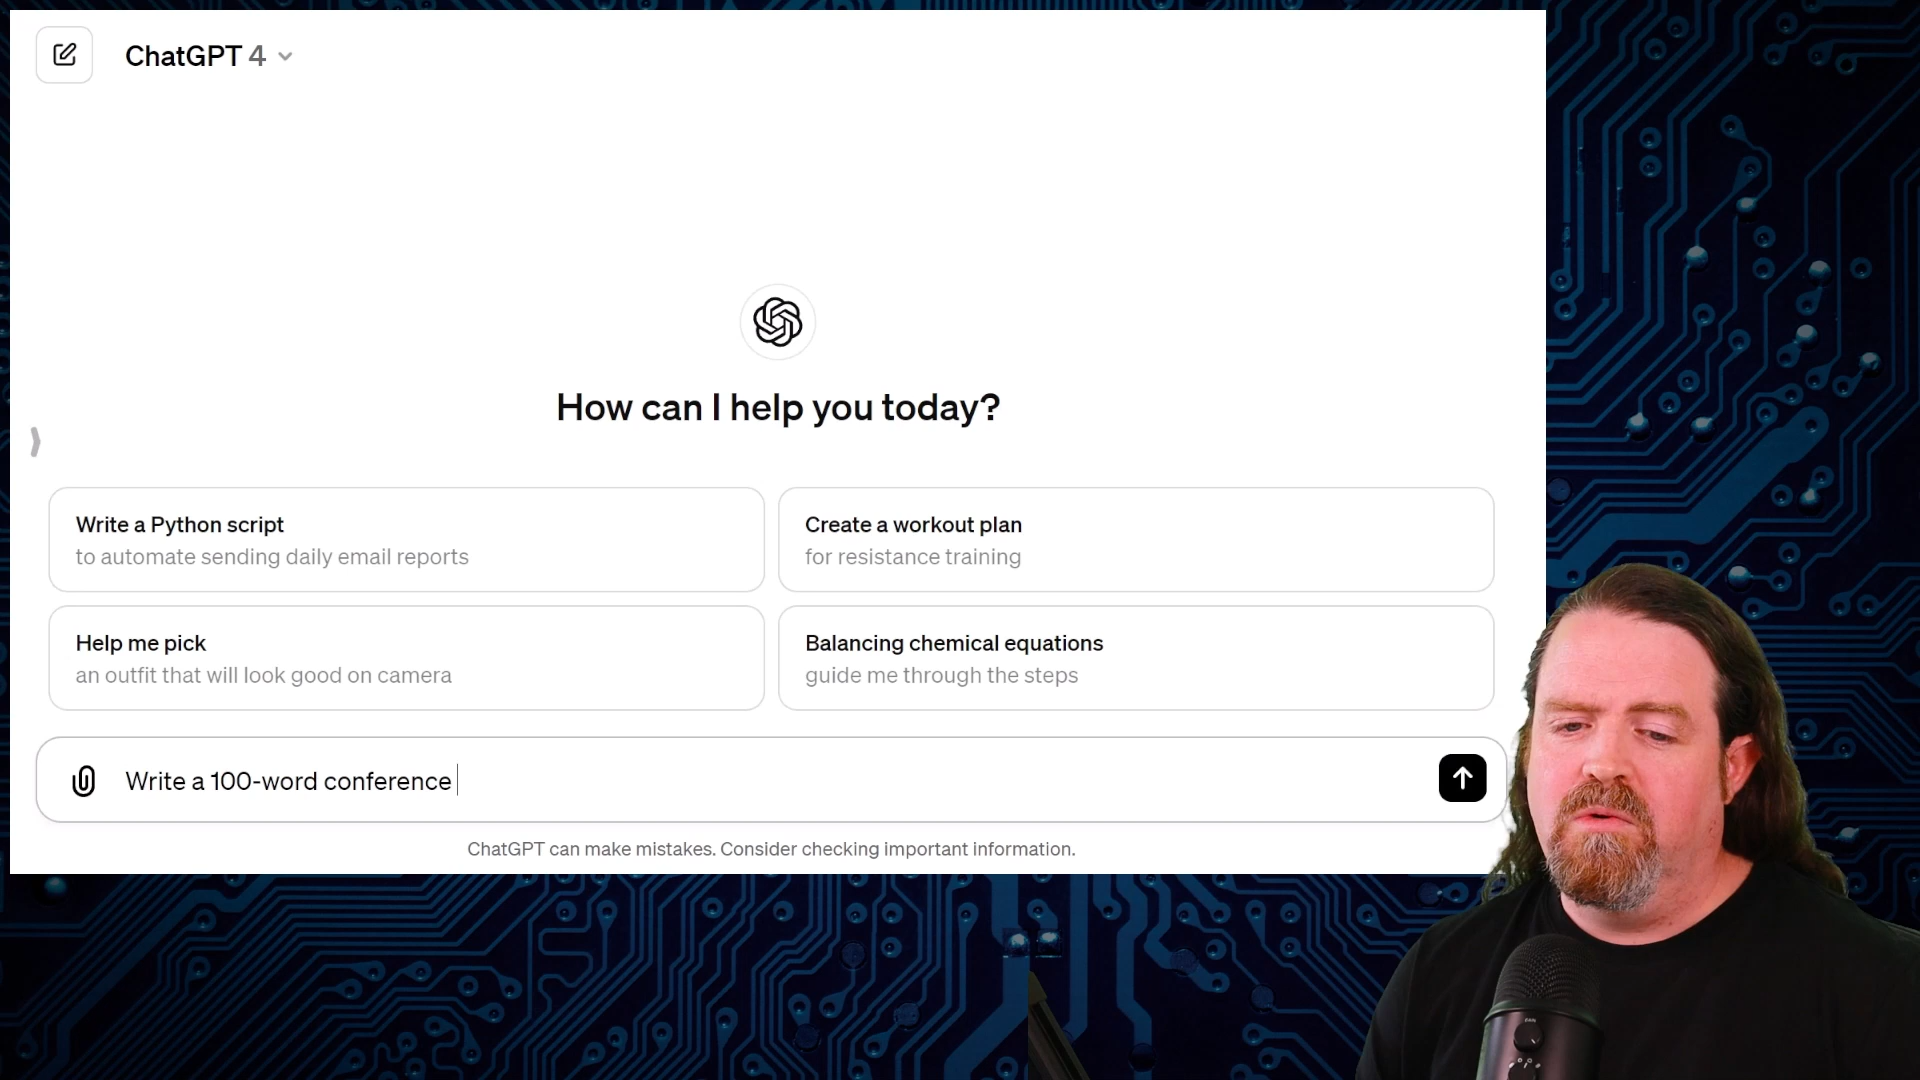 ChatGPT 4
How can I help you today?
Write a Python script
to automate sending daily email reports
Create a workout plan
for resistance training
Help me pick
an outfit that will look good on camera
Balancing chemical equations
guide me through the steps
Write a 100-word conference
ChatGPT can make mistakes. Consider checking important information.